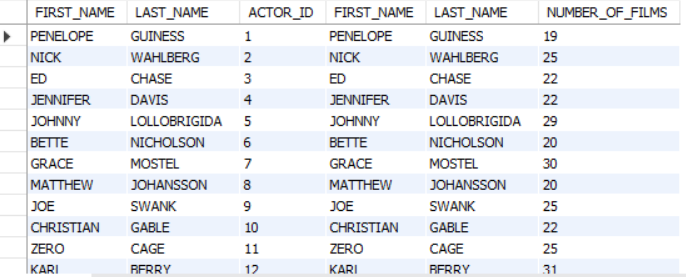 FIRST_NAME LAST_NAME ACTOR_ID FIRST_NAME LAST_NAME NUMBER_OF_FILMS
PENELOPE GUINESS 1 PENELOPE GUINESS 19
NICK WAHLBERG 2 NICK WAHLBERG 25
ED CHASE 3 ED CHASE 22
JENNIFER DAVIS 4 JENNIFER DAVIS 22
JOHNNY LOLLOBRIGIDA 5 JOHNNY LOLLOBRIGIDA 29
BETTE NICHOLSON 6 BETTE NICHOLSON 20
GRACE MOSTEL 7 GRACE MOSTEL 30
MATTHEW JOHANSSON 8 MATTHEW JOHANSSON 20
JOE SWANK 9 JOE SWANK 25
CHRISTIAN GABLE 10 CHRISTIAN GABLE 22
ZERO CAGE 11 ZERO CAGE 25
KARL BERRY 12 KARL BERRY 31